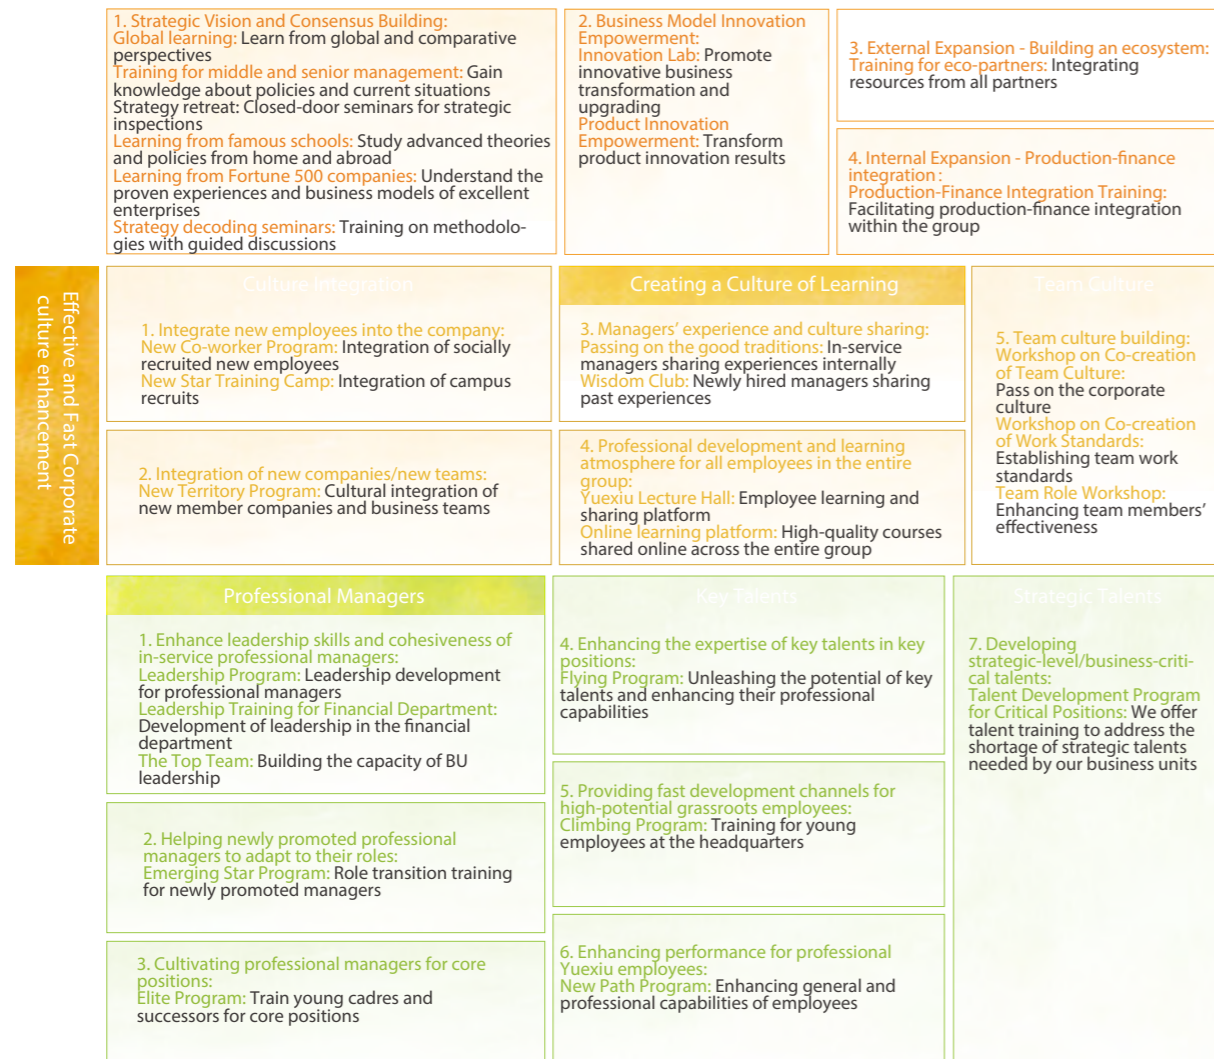 1. Strategic Vision and Consensus Building:
Global learning: Learn from global and comparative
perspectives
Training for middle and senior management: Gain
knowledge about policies and current situations
Strategy retreat: Closed-door seminars for strategic
inspections
Learning from famous schools: Study advanced theories
and policies from home and abroad
Learning from Fortune 500 companies: Understand the
proven experiences and business models of excellent
enterprises
Strategy decoding seminars: Training on methodolo-
gies with guided discussions
2. Business Model Innovation
Empowerment:
Innovation Lab: Promote
innovative business
transformation and
upgrading
Product Innovation
Empowerment: Transform
product innovation results
3. External Expansion - Building an ecosystem:
Training for eco-partners: Integrating
resources from all partners
4. Internal Expansion - Production-finance
integration:
Production-Finance Integration Training:
Facilitating production-finance integration
within the group
Effective and Fast Corporate
culture enhancement
Culture Integration
1. Integrate new employees into the company:
New Co-worker Program: Integration of socially
recruited new employees
New Star Training Camp: Integration of campus
recruits
2. Integration of new companies/new teams:
New Territory Program: Cultural integration of
new member companies and business teams
Creating a Culture of Learning
3. Managers’ experience and culture sharing:
Passing on the good traditions: In-service
managers sharing experiences internally
Wisdom Club: Newly hired managers sharing
past experiences
4. Professional development and learning
atmosphere for all employees in the entire
group:
Yuexiu Lecture Hall: Employee learning and
sharing platform
Online learning platform: High-quality courses
shared online across the entire group
Team Culture
5. Team culture building:
Workshop on Co-creation
of Team Culture:
Pass on the corporate
culture
Workshop on Co-creation
of Work Standards:
Establishing team work
standards
Team Role Workshop:
Enhancing team members’
effectiveness
Professional Managers
1. Enhance leadership skills and cohesiveness of
in-service professional managers:
Leadership Program: Leadership development
for professional managers
Leadership Training for Financial Department:
Development of leadership in the financial
department
The Top Team: Building the capacity of BU
leadership
2. Helping newly promoted professional
managers to adapt to their roles:
Emerging Star Program: Role transition training
for newly promoted managers
3. Cultivating professional managers for core
positions:
Elite Program: Train young cadres and
successors for core positions
Key Talents
4. Enhancing the expertise of key talents in key
positions:
Flying Program: Unleashing the potential of key
talents and enhancing their professional
capabilities
5. Providing fast development channels for
high-potential grassroots employees:
Climbing Program: Training for young
employees at the headquarters
6. Enhancing performance for professional
Yuexiu employees:
New Path Program: Enhancing general and
professional capabilities of employees
Strategic Talents
7. Developing
strategic-level/business-criti-
cal talents:
Talent Development Program
for Critical Positions: We offer
talent training to address the
shortage of strategic talents
needed by our business units